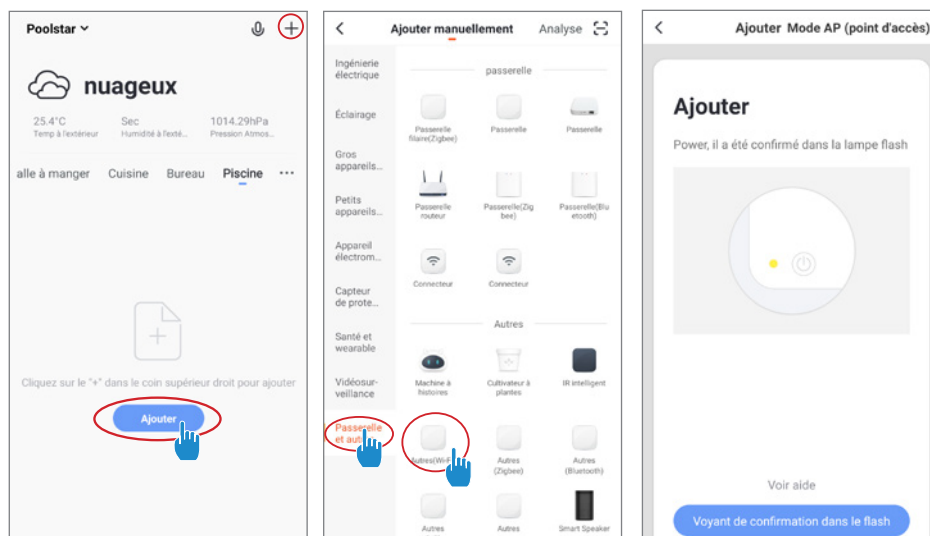 Poolstar
nuageux
25.4°C Sec 1014.29hPa
Temp à l'extérieur Humidité à l'exté... Pression Atmos...
alle à manger Cuisine Bureau Piscine ...
Cliquez sur le "+" dans le coin supérieur droit pour ajouter
Ajouter
Ajouter manuellement Analyse
Ingénierie
électrique
Éclairage
Gros
appareils...
Petits
appareils...
Appareil
électrom...
Capteur
de prote...
Santé et
wearable
Vidéosur-
veillance
Passerelle
et aut
passerelle
Passerelle
filaire(Zigbee)
Passerelle
Passerelle
Passerelle
routeur
Passerelle(Zig
bee)
Passerelle(Blu
etooth)
Connecteur
Connecteur
Autres
Machine à
histoires
Cultivateur à
plantes
IR intelligent
Autres(Wi-F
Autres
(Zigbee)
Autres
(Bluetooth)
Autres
Autres
Smart Speaker
Ajouter Mode AP (point d'accès)
Ajouter
Power, il a été confirmé dans la lampe flash
Voir aide
Voyant de confirmation dans le flash